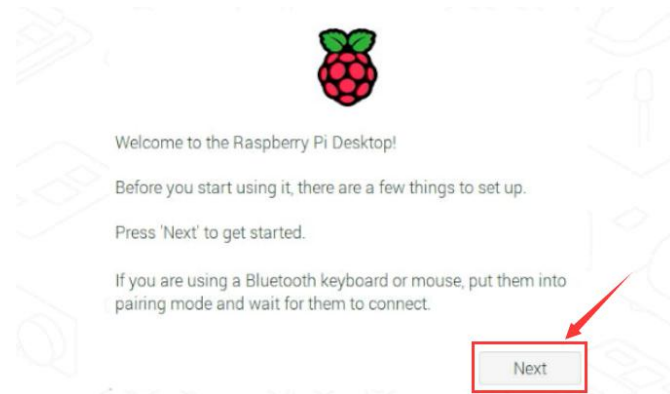 Welcome to the Raspberry Pi Desktop!
Before you start using it, there are a few things to set up.
Press 'Next' to get started.
If you are using a Bluetooth keyboard or mouse, put them into
pairing mode and wait for them to connect.
Next